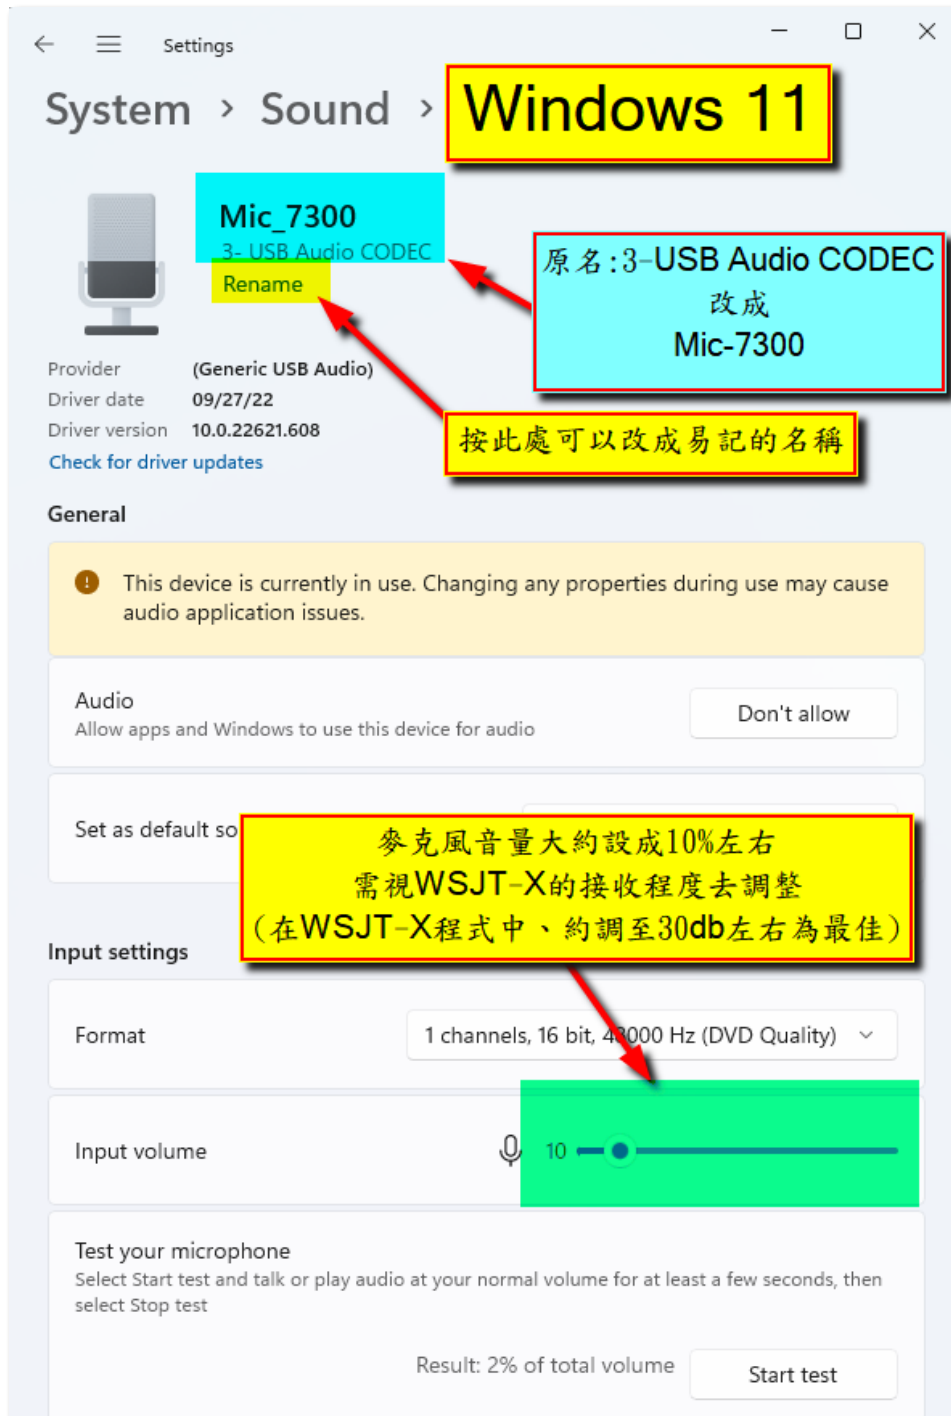 Settings
System > Sound > Windows 11
Mic_7300
3- USB Audio CODEC
Rename
原名:3-USB Audio CODEC
改成
Mic-7300
Provider (Generic USB Audio)
Driver date 09/27/22
Driver version 10.0.22621.608
Check for driver updates
按此處可以改成易記的名稱
General
This device is currently in use. Changing any properties during use may cause
audio application issues.
Audio
Allow apps and Windows to use this device for audio
Don't allow
Set as default so
麥克風音量大約設成10%左右
需視WSJT-X的接收程度去調整
(在WSJT-X程式中、約調至30db左右為最佳)
Input settings
Format 1 channels, 16 bit, 48000 Hz (DVD Quality)
Input volume 10
Test your microphone
Select Start test and talk or play audio at your normal volume for at least a few seconds, then
select Stop test
Result: 2% of total volume Start test